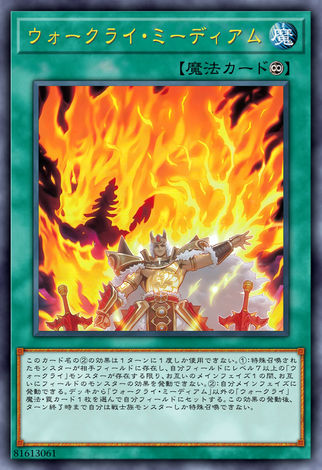 ウォークライ・ミーディアム 魔
【魔法カード♾】
このカード名の②の効果は1ターンに1度しか使用できない。①:特殊召喚され
たモンスターが相手フィールドに存在し、自分フィールドにレベル7以上の「ウ
ォークライ」モンスターが存在する限り、お互いのメインフェイズ1の間、お互
いにフィールドのモンスターの効果を発動できない。②:自分メインフェイズに
発動できる。デッキから「ウォークライ・ミーディアム」以外の「ウォークライ」
魔法・罠カード1枚を選んで自分フィールドにセットする。この効果の発動後、
ターン終了時まで自分は戦士族モンスターしか特殊召喚できない。
81613061